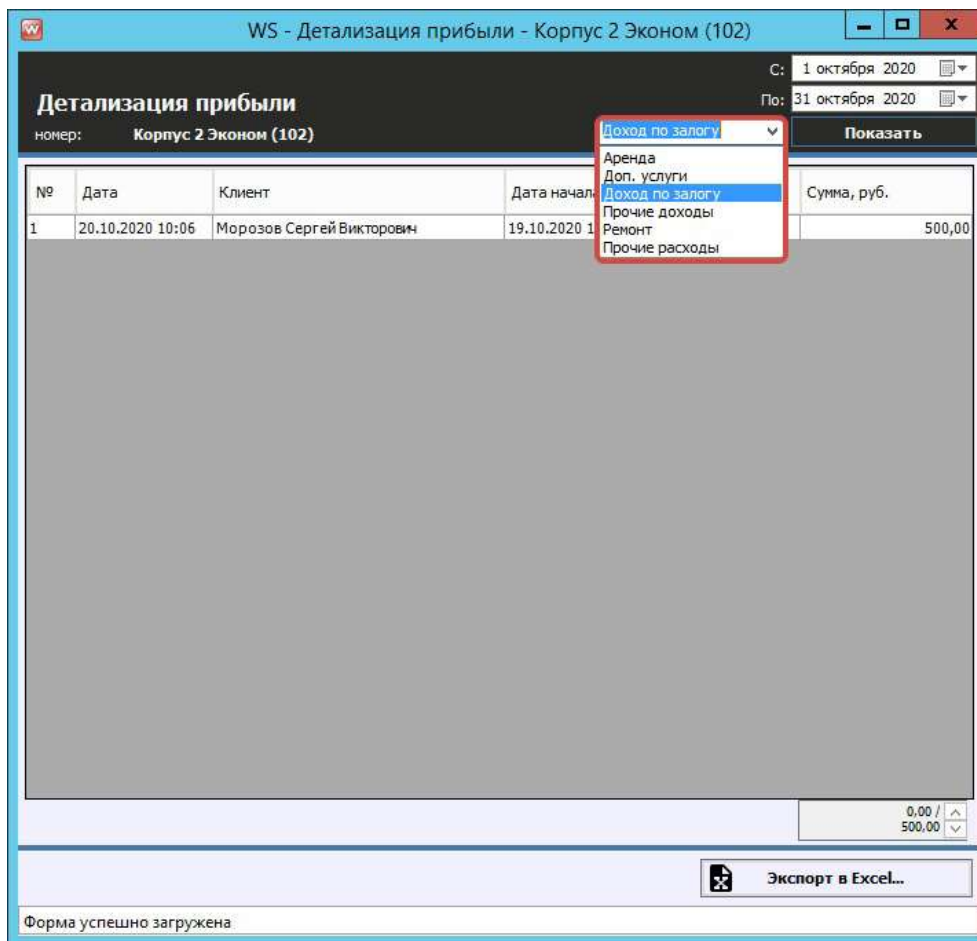 WS - Детализация прибыли - Корпус 2 Эконом (102)
С: 1 октября 2020
Детализация прибыли
По: 31 октября 2020
номер: Корпус 2 Эконом (102)
Доход по залогу
Показать
Аренда
Доп. услуги
Доход по залогу
Прочие доходы
Ремонт
Прочие расходы
№ Дата Клиент Дата начала Сумма, руб.
1 20.10.2020 10:06 Морозов Сергей Викторович 19.10.2020 1 500,00
0,00 /
500,00
Экспорт в Excel...
Форма успешно загружена